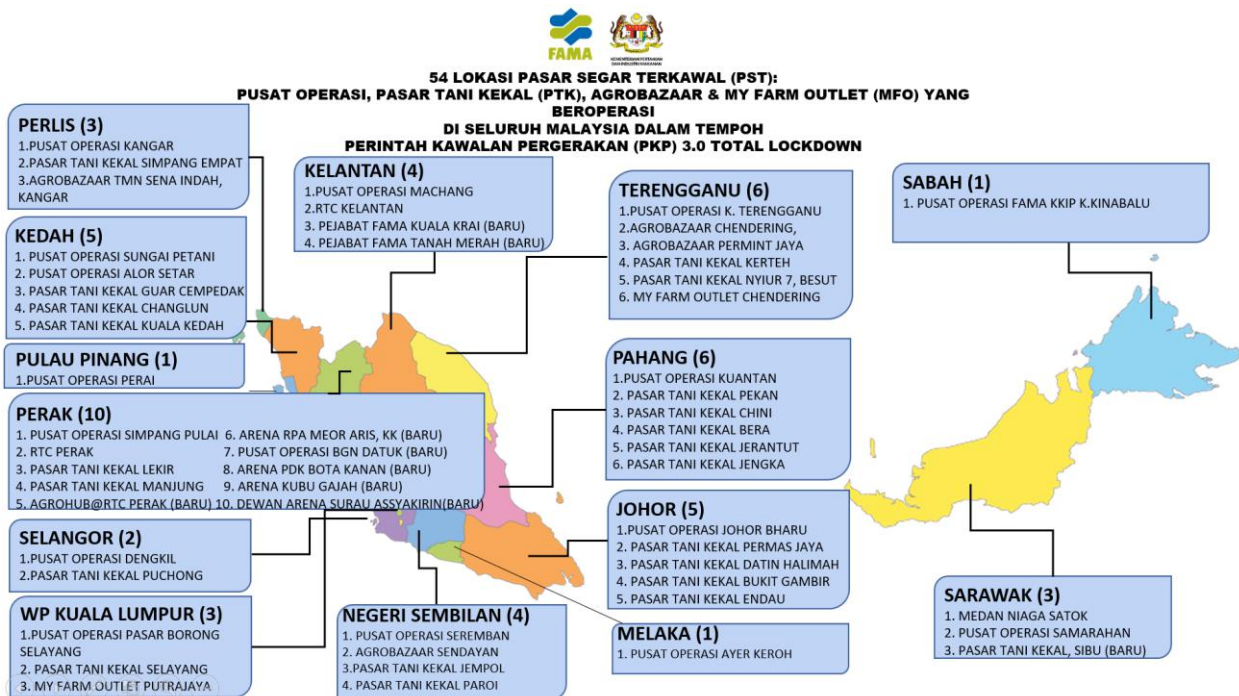 FAMA
KEMENTERIAN PERTANIAN
DAN INDUSTRI MAKANAN
54 LOKASI PASAR SEGAR TERKAWAL (PST):
PUSAT OPERASI, PASAR TANI KEKAL (PTK), AGROBAZAAR & MY FARM OUTLET (MFO) YANG
BEROPERASI
DI SELURUH MALAYSIA DALAM TEMPOH
PERINTAH KAWALAN PERGERAKAN (PKP) 3.0 TOTAL LOCKDOWN
PERLIS (3)
1.PUSAT OPERASI KANGAR
2.PASAR TANI KEKAL SIMPANG EMPAT
3.AGROBAZAAR TMN SENA INDAH,
KANGAR
KEDAH (5)
1. PUSAT OPERASI SUNGAI PETANI
2. PUSAT OPERASI ALOR SETAR
3. PASAR TANI KEKAL GUAR CEMPEDAK
4. PASAR TANI KEKAL CHANGLUN
5. PASAR TANI KEKAL KUALA KEDAH
PULAU PINANG (1)
1.PUSAT OPERASI PERAI
PERAK (10)
1. PUSAT OPERASI SIMPANG PULAI
2. RTC PERAK
3. PASAR TANI KEKAL LEKIR
4. PASAR TANI KEKAL MANJUNG
5. AGROHUB@RTC PERAK (BARU)
6. ARENA RPA MEOR ARIS, KK (BARU)
7. PUSAT OPERASI BGN DATUK (BARU)
8. ARENA PDK BOTA KANAN (BARU)
9. ARENA KUBU GAJAH (BARU)
10. DEWAN ARENA SURAU ASSYAKIRIN(BARU)
SELANGOR (2)
1.PUSAT OPERASI DENGKIL
2.PASAR TANI KEKAL PUCHONG
WP KUALA LUMPUR (3)
1.PUSAT OPERASI PASAR BORONG
SELAYANG
2. PASAR TANI KEKAL SELAYANG
3. MY FARM OUTLET PUTRAJAYA
KELANTAN (4)
1.PUSAT OPERASI MACHANG
2.RTC KELANTAN
3. PEJABAT FAMA KUALA KRAI (BARU)
4. PEJABAT FAMA TANAH MERAH (BARU)
NEGERI SEMBILAN (4)
1. PUSAT OPERASI SEREMBAN
2. AGROBAZAAR SENDAYAN
3.PASAR TANI KEKAL JEMPOL
4. PASAR TANI KEKAL PAROI
TERENGGANU (6)
1.PUSAT OPERASI K. TERENGGANU
2.AGROBAZAAR CHENDERING,
3. AGROBAZAAR PERMINT JAYA
4. PASAR TANI KEKAL KERTEH
5. PASAR TANI KEKAL NYIUR 7, BESUT
6. MY FARM OUTLET CHENDERING
PAHANG (6)
1.PUSAT OPERASI KUANTAN
2. PASAR TANI KEKAL PEKAN
3. PASAR TANI KEKAL CHINI
4. PASAR TANI KEKAL BERA
5. PASAR TANI KEKAL JERANTUT
6. PASAR TANI KEKAL JENGKA
JOHOR (5)
1.PUSAT OPERASI JOHOR BHARU
2. PASAR TANI KEKAL PERMAS JAYA
3. PASAR TANI KEKAL DATIN HALIMAH
4. PASAR TANI KEKAL BUKIT GAMBIR
5. PASAR TANI KEKAL ENDAU
MELAKA (1)
1. PUSAT OPERASI AYER KEROH
SABAH (1)
1. PUSAT OPERASI FAMA KKIP K.KINABALU
SARAWAK (3)
1. MEDAN NIAGA SATOK
2. PUSAT OPERASI SAMARAHAN
3. PASAR TANI KEKAL, SIBU (BARU)